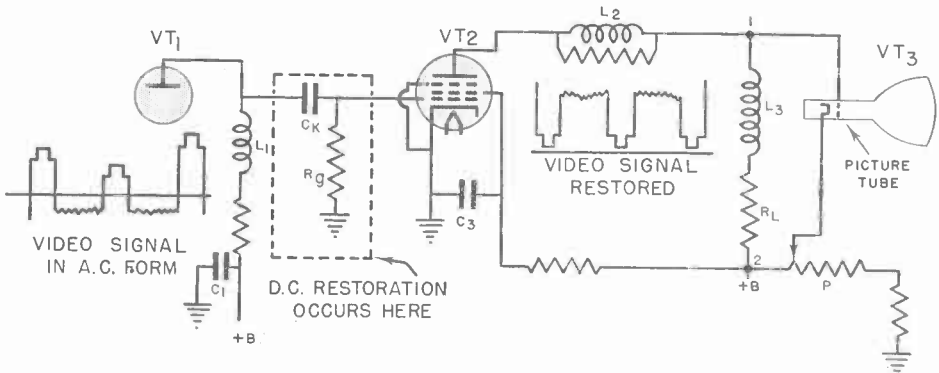 VT1
L1
VIDEO SIGNAL
IN A.C. FORM
C1
+B
CK
Rg
D.C. RESTORATION
OCCURS HERE
VT2
C3
L2
VIDEO SIGNAL
RESTORED
1
L3
RL
2
+B
P
VT3
PICTURE
TUBE